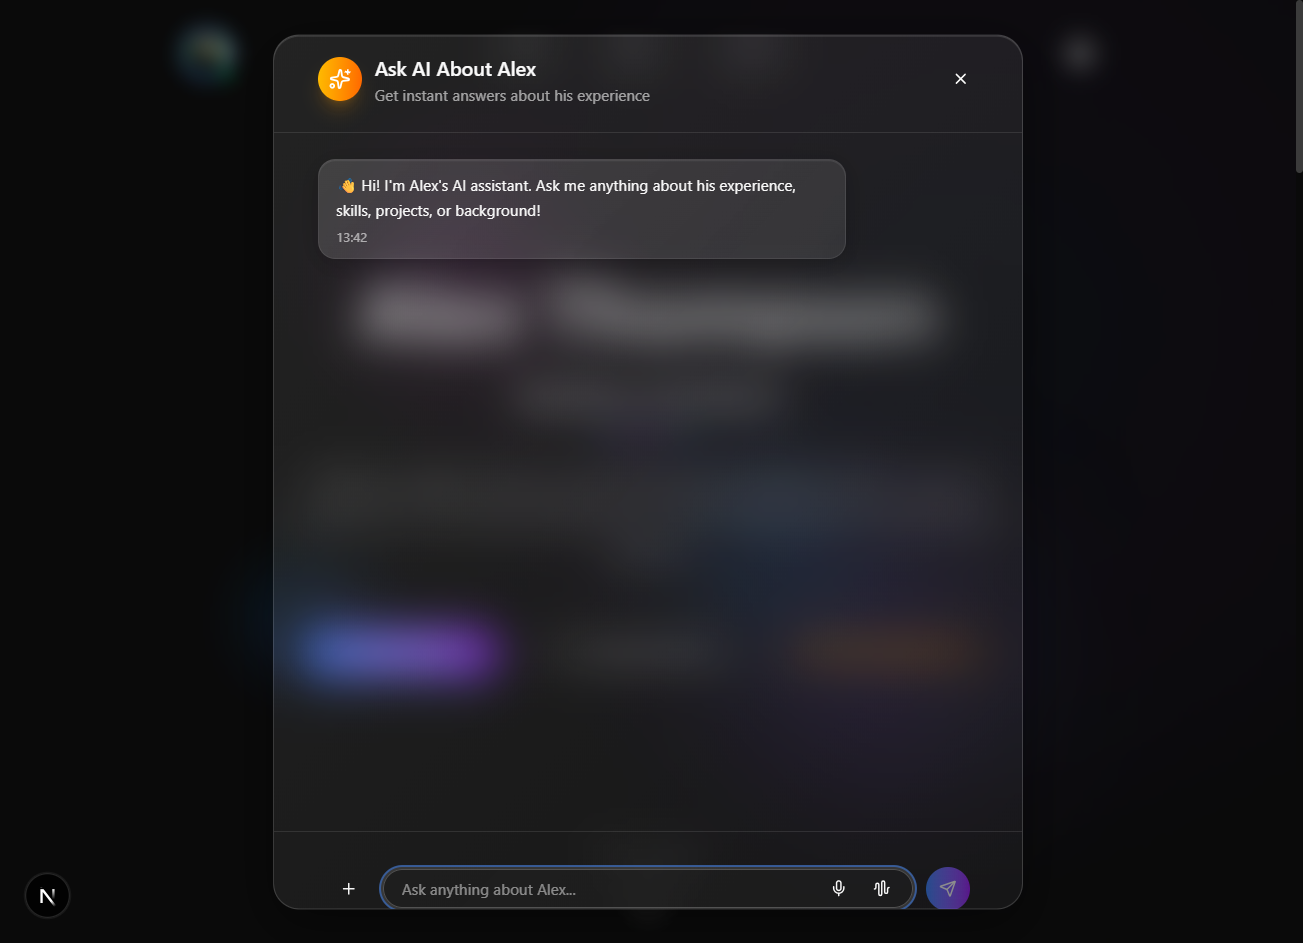 Ask AI About Alex
Get instant answers about his experience
👋 Hi! I'm Alex's AI assistant. Ask me anything about his experience,
skills, projects, or background!
13:42
Ask anything about Alex...
N